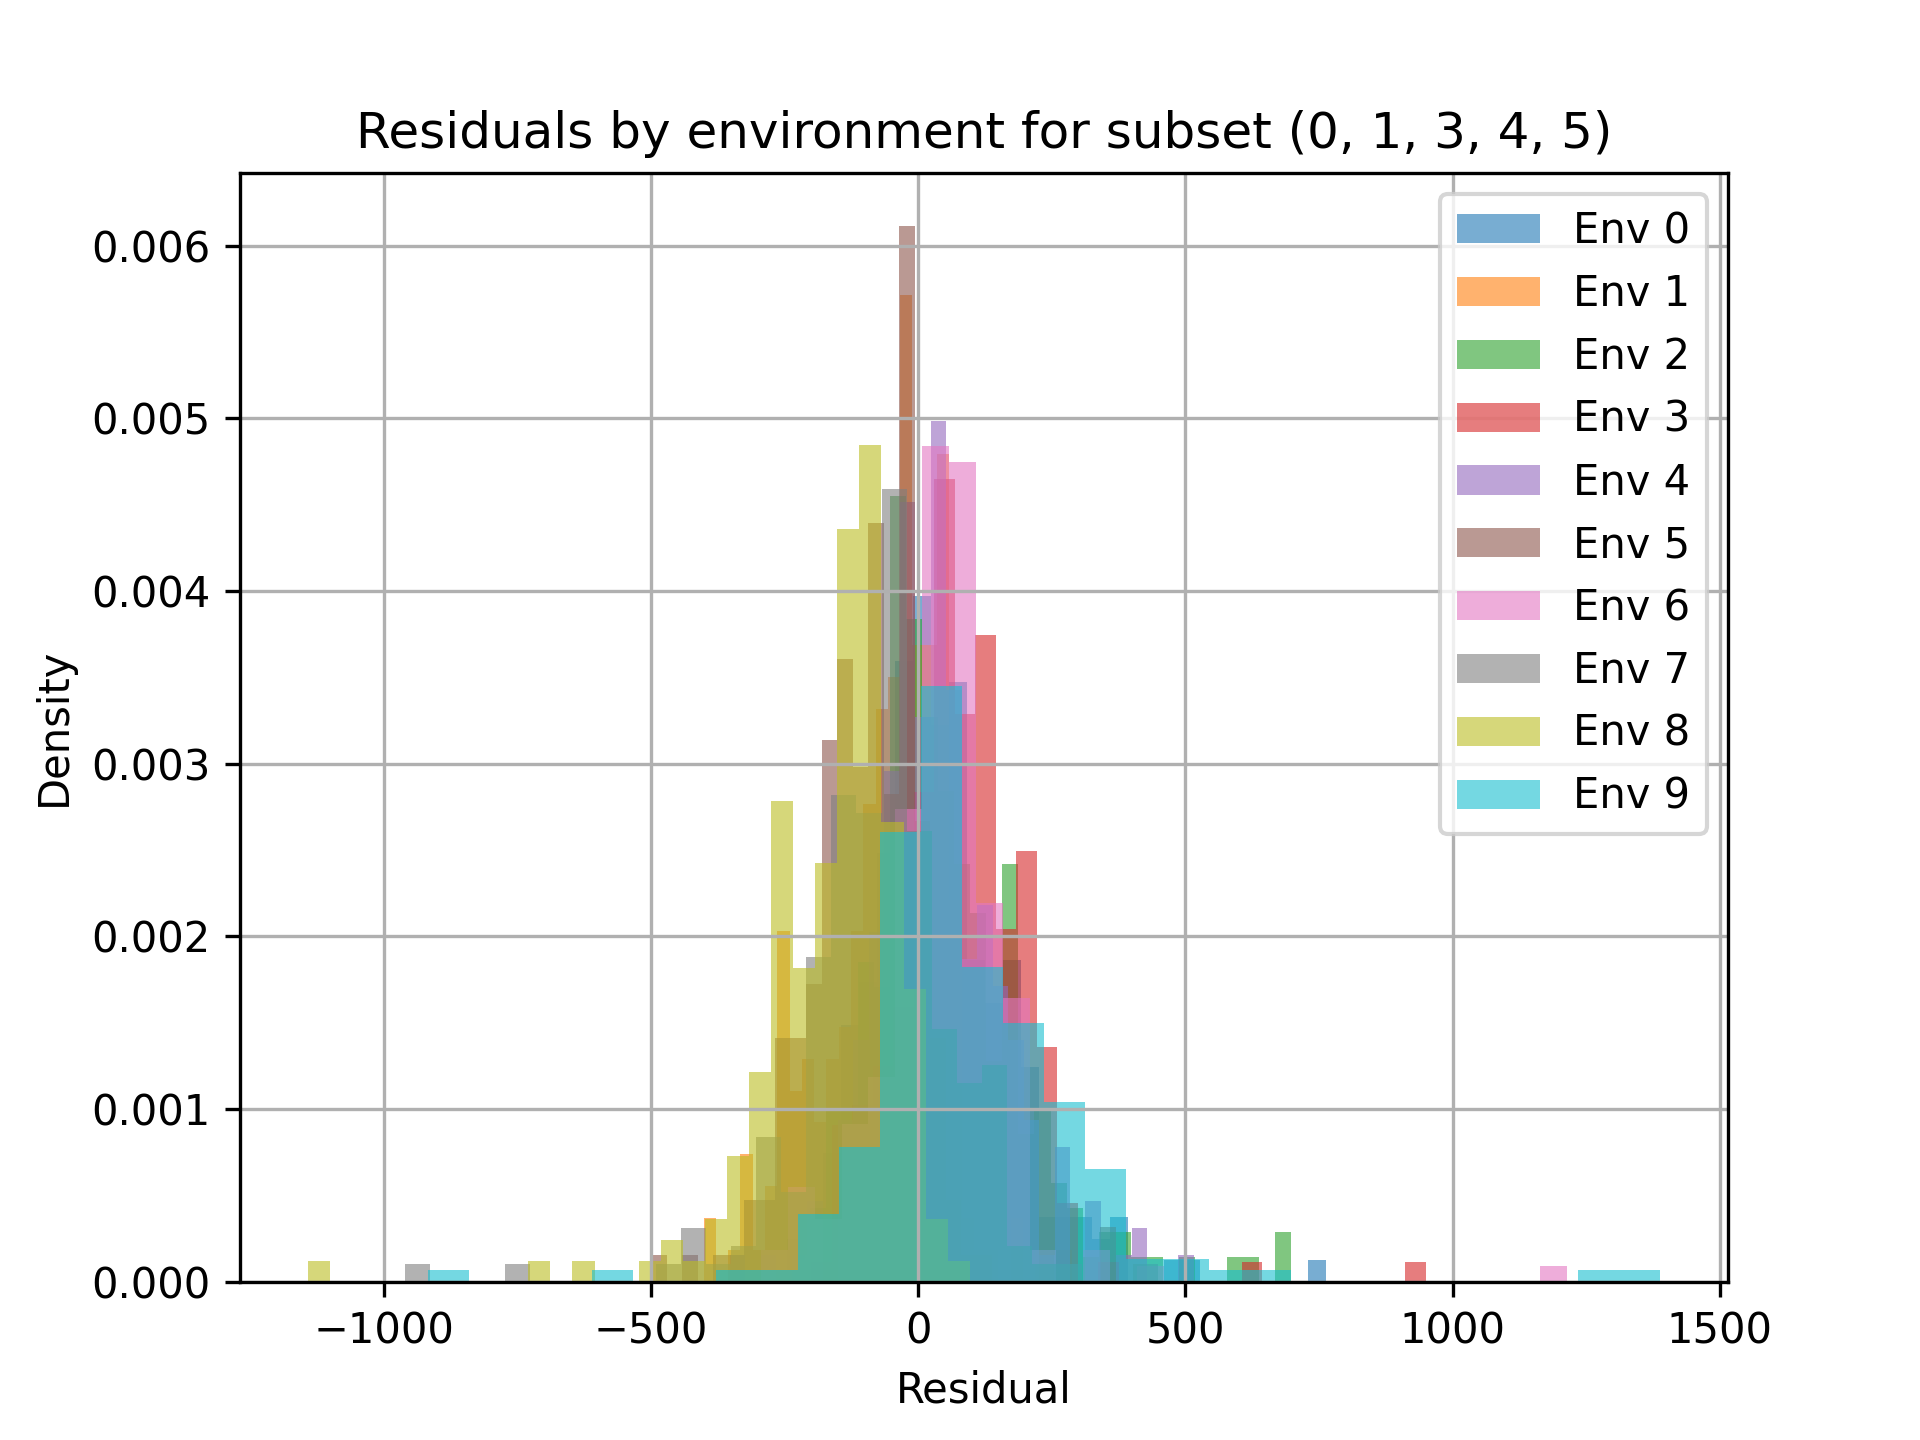 Residuals by environment for subset (0, 1, 3, 4, 5)
0.006
0.005
0.004
0.003
0.002
0.001
0.000
Density
−1000
−500
0
500
1000
1500
Residual
Env 0
Env 1
Env 2
Env 3
Env 4
Env 5
Env 6
Env 7
Env 8
Env 9